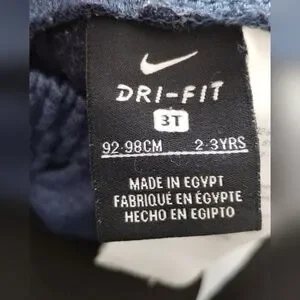 DRI-FIT
3T
92-98CM 2-3YRS
MADE IN EGYPT
FABRIQUÉ EN ÉGYPTE
HECHO EN EGIPTO